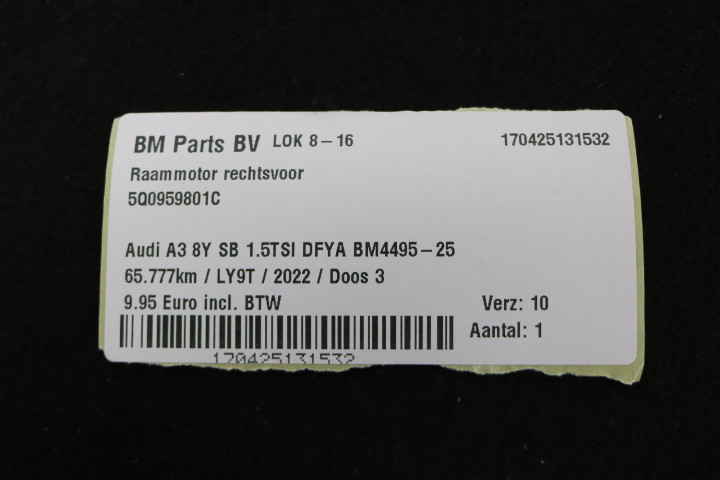 BM Parts BV LOK 8-16 170425131532
Raammotor rechtsvoor
5Q0959801C
Audi A3 8Y SB 1.5TSI DFYA BM4495-25
65.777km / LY9T / 2022 / Doos 3
9.95 Euro incl. BTW Verz: 10
Aantal: 1
170425131532